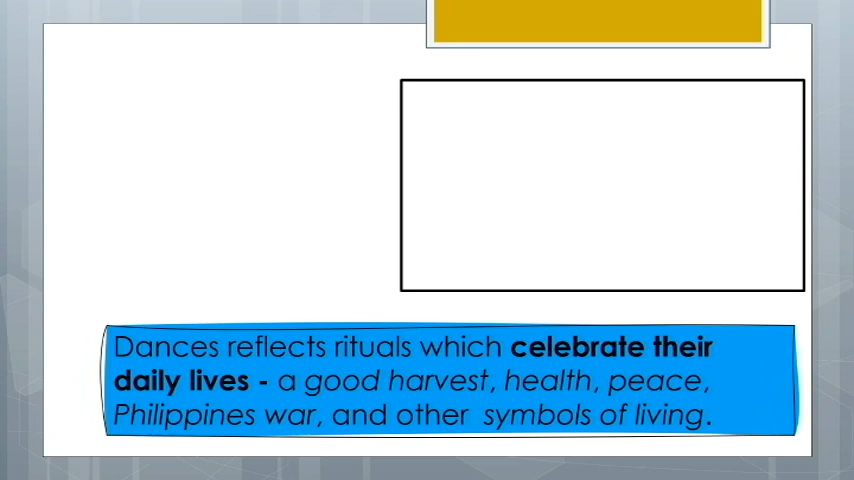 Dances reflects rituals which celebrate their
daily lives - a good harvest, health, peace,
Philippines war, and other symbols of living.